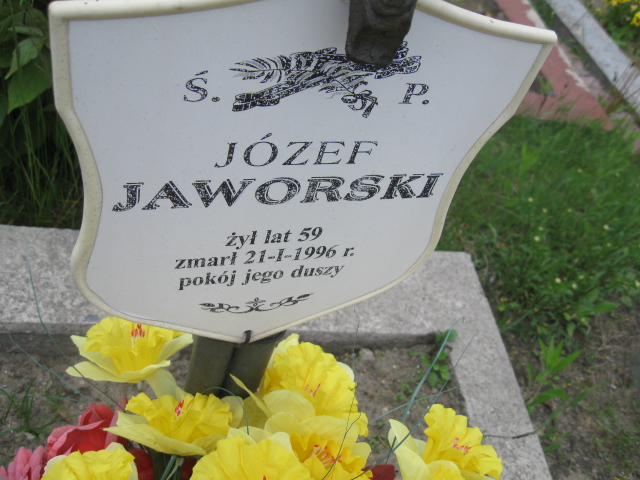 Ś. P.
JÓZEF
JAWORSKI
żył lat 59
zmarł 21-I-1996 r.
pokój jego duszy